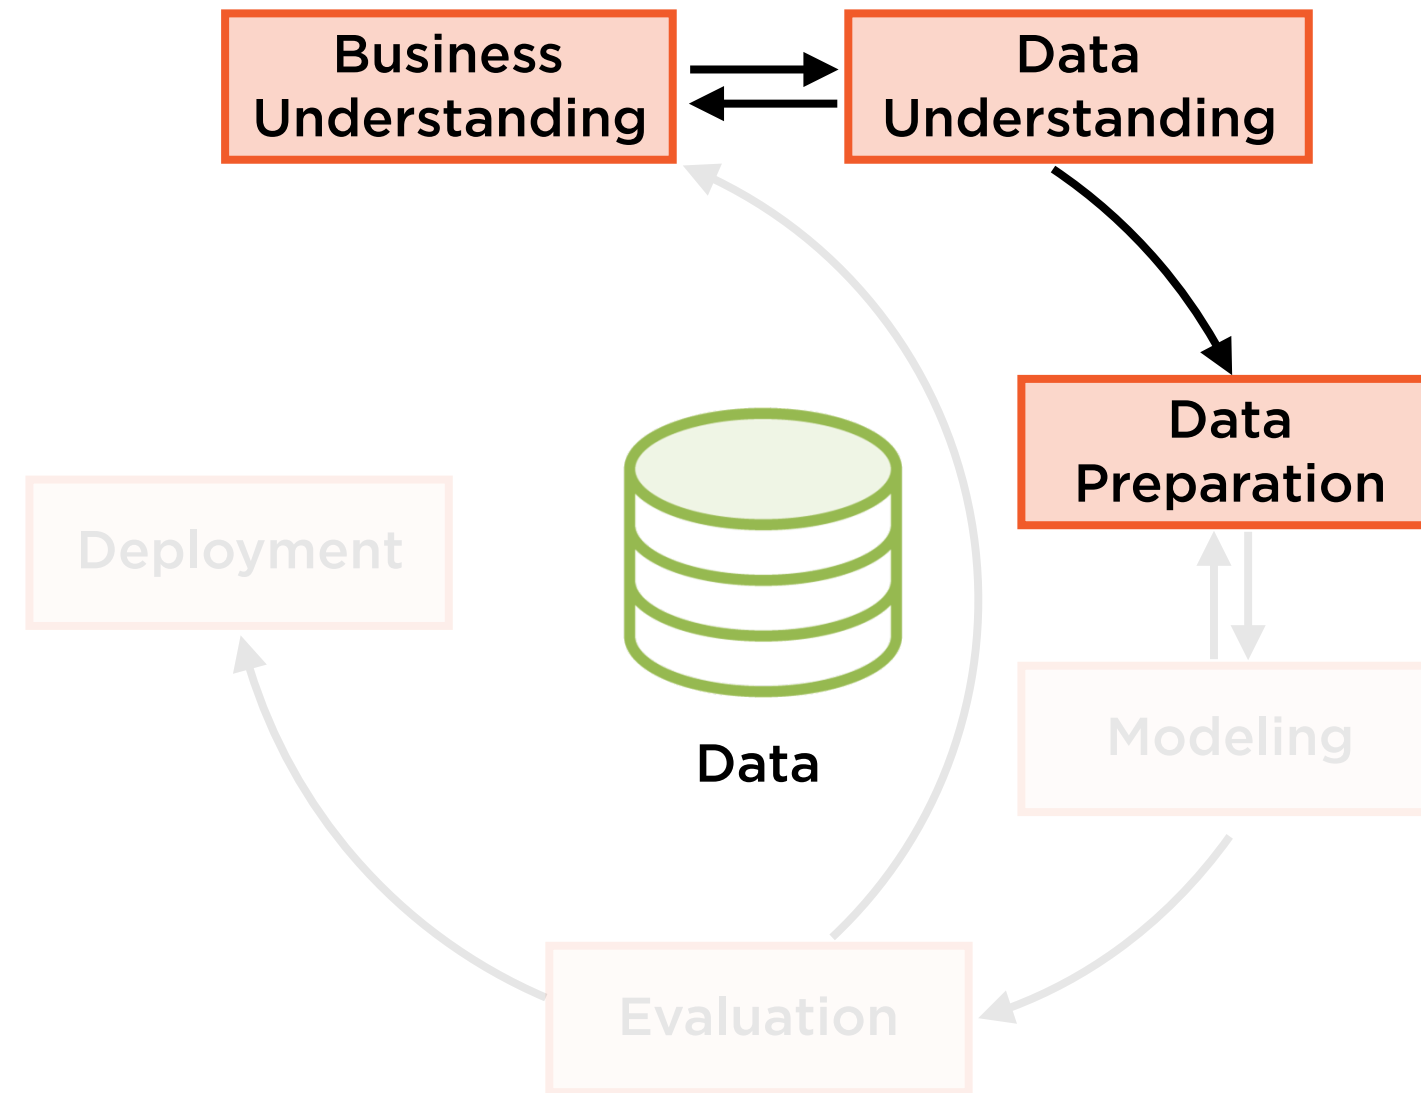 Business
Understanding
Data
Understanding
Data
Preparation
Deployment
Modeling
Data
Evaluation